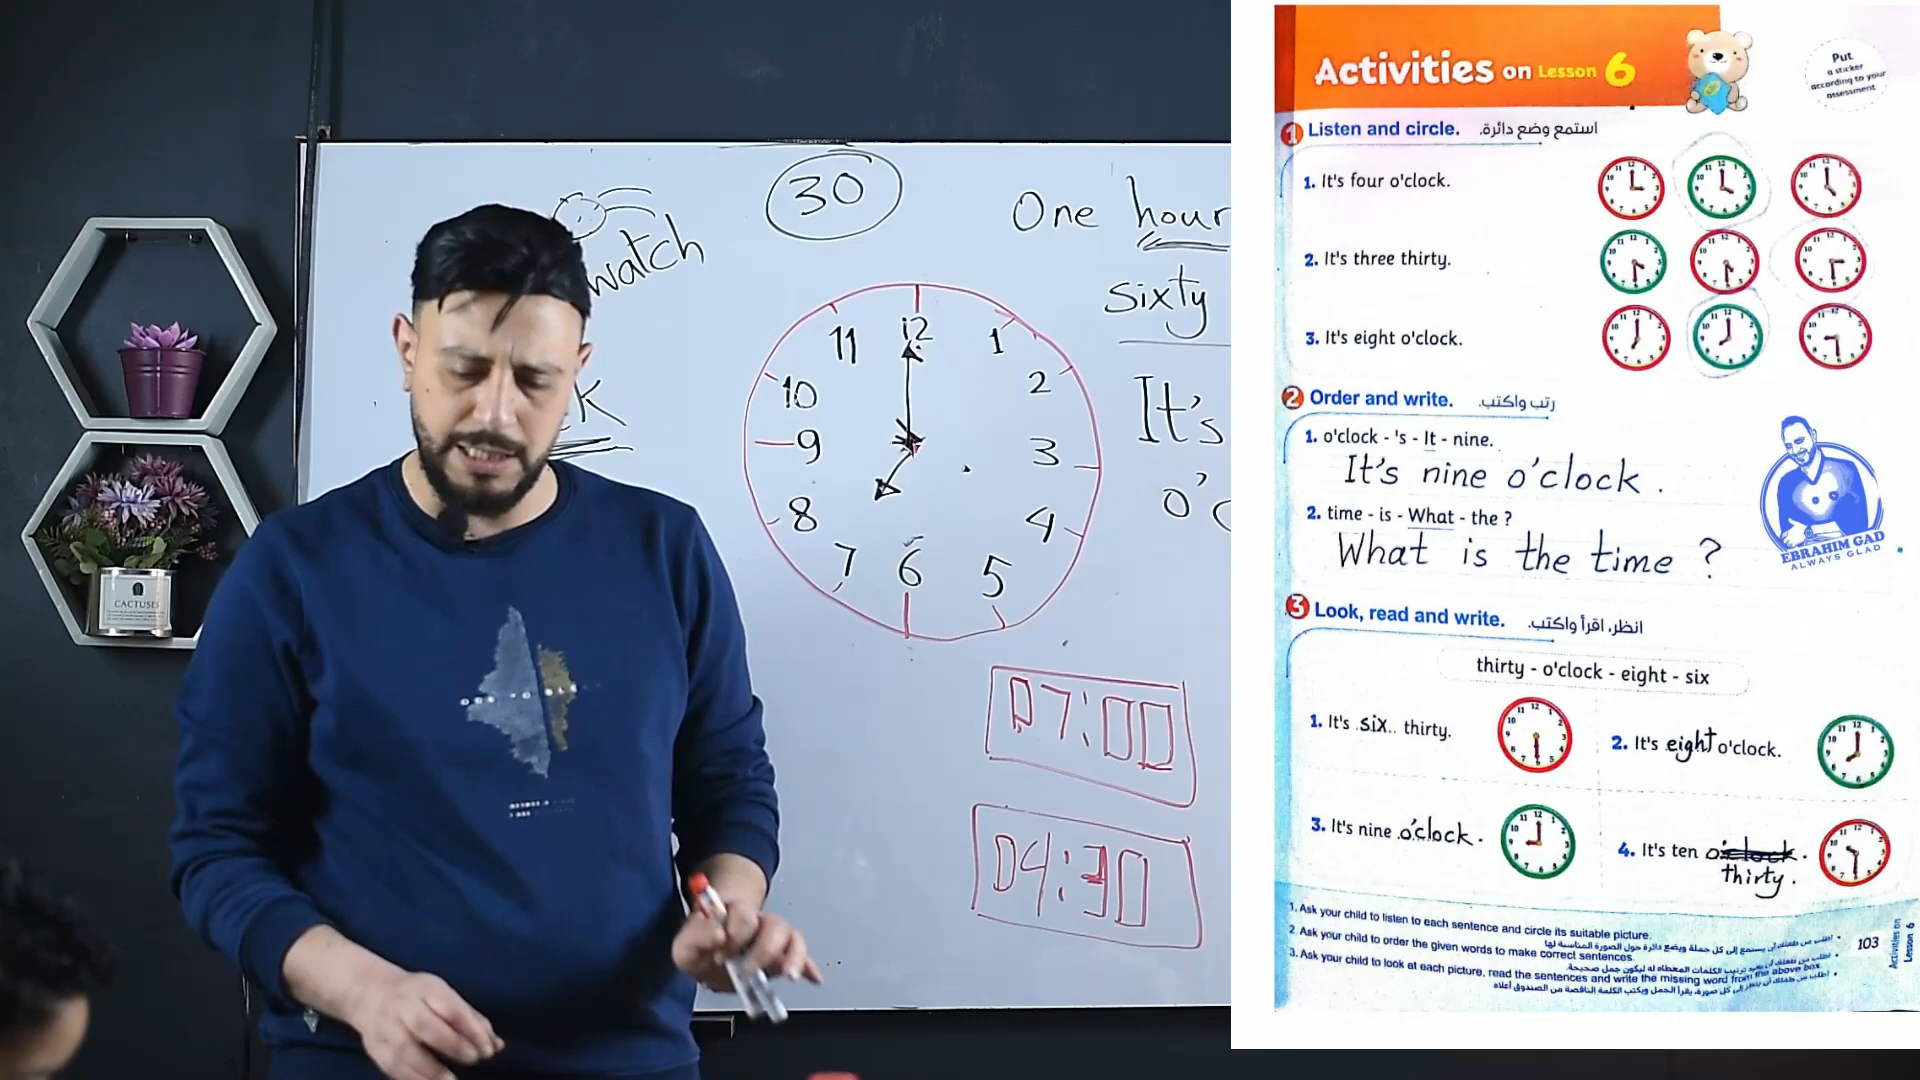 30
One hour
watch
sixty
It's
12
11
1
10
2
9
3
8
4
7
6
5
07:00
04:30
CACTUSES
Activities on Lesson 6
Put
a sticker
according to your
assessment
1 Listen and circle. استمع وضع دائرة.
1. It's four o'clock.
2. It's three thirty.
3. It's eight o'clock.
2 Order and write. رتب واكتب.
1. o'clock - 's - It - nine.
It's nine o'clock .
2. time - is - What - the ?
What is the time ?
EBRAHIM GAD
ALWAYS GLAD
3 Look, read and write. انظر، اقرأ واكتب.
thirty - o'clock - eight - six
1. It's six thirty.
2. It's eight o'clock.
3. It's nine o'clock .
4. It's ten o'clock .
thirty .
1. Ask your child to listen to each sentence and circle its suitable picture.
2. Ask your child to order the given words to make correct sentences.
3. Ask your child to look at each picture, read the sentences and write the missing word from the above box.
103
Activities on
Lesson 6